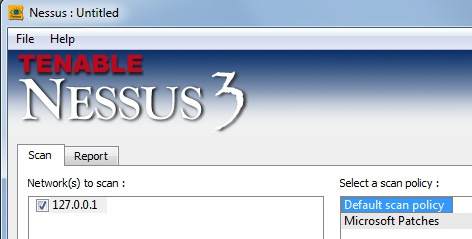 Nessus : Untitled
File Help
TENABLE
NESSUS 3
Scan Report
Network(s) to scan :
Select a scan policy :
127.0.0.1
Default scan policy
Microsoft Patches